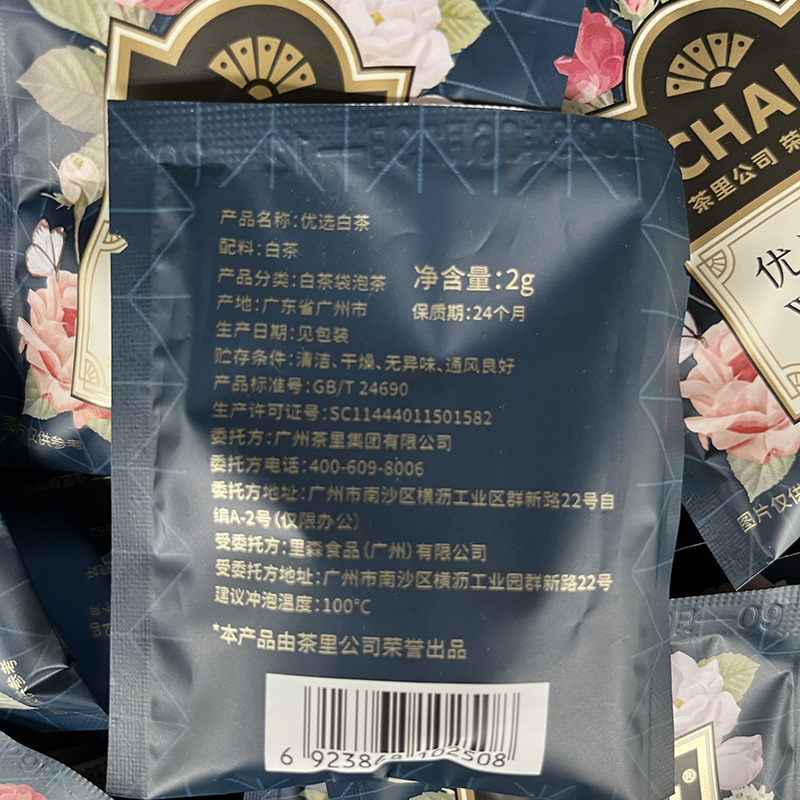 CHAL
茶里公司 荣
优
产品名称:优选白茶
配料:白茶
产品分类:白茶袋泡茶 净含量:2g
产地:广东省广州市 保质期:24个月
生产日期:见包装
贮存条件:清洁、干燥、无异味、通风良好
产品标准号:GB/T 24690
生产许可证号:SC11444011501582
委托方:广州茶里集团有限公司
委托方电话:400-609-8006
委托方地址:广州市南沙区横沥工业区群新路22号自
编A-2号(仅限办公)
受委托方:里森食品(广州)有限公司
受委托方地址:广州市南沙区横沥工业园群新路22号
建议冲泡温度:100℃
*本产品由茶里公司荣誉出品
图片仅供参考
图片仅供